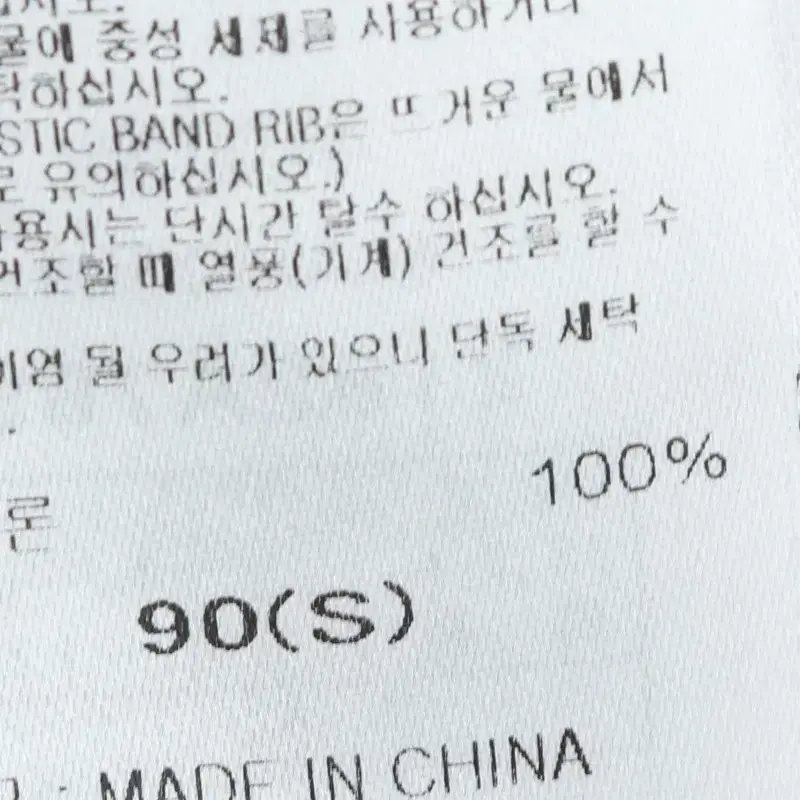 물에 중성 세제를 사용하거나
탁하십시오.
STIC BAND RIB은 뜨거운 물에서
로 유의하십시오.)
사용시는 단시간 탈수 하십시오.
건조할 때 열풍(기계) 건조를 할 수
이염 될 우려가 있으니 단독 세탁
.
론 100%
90(S)
: MADE IN CHINA